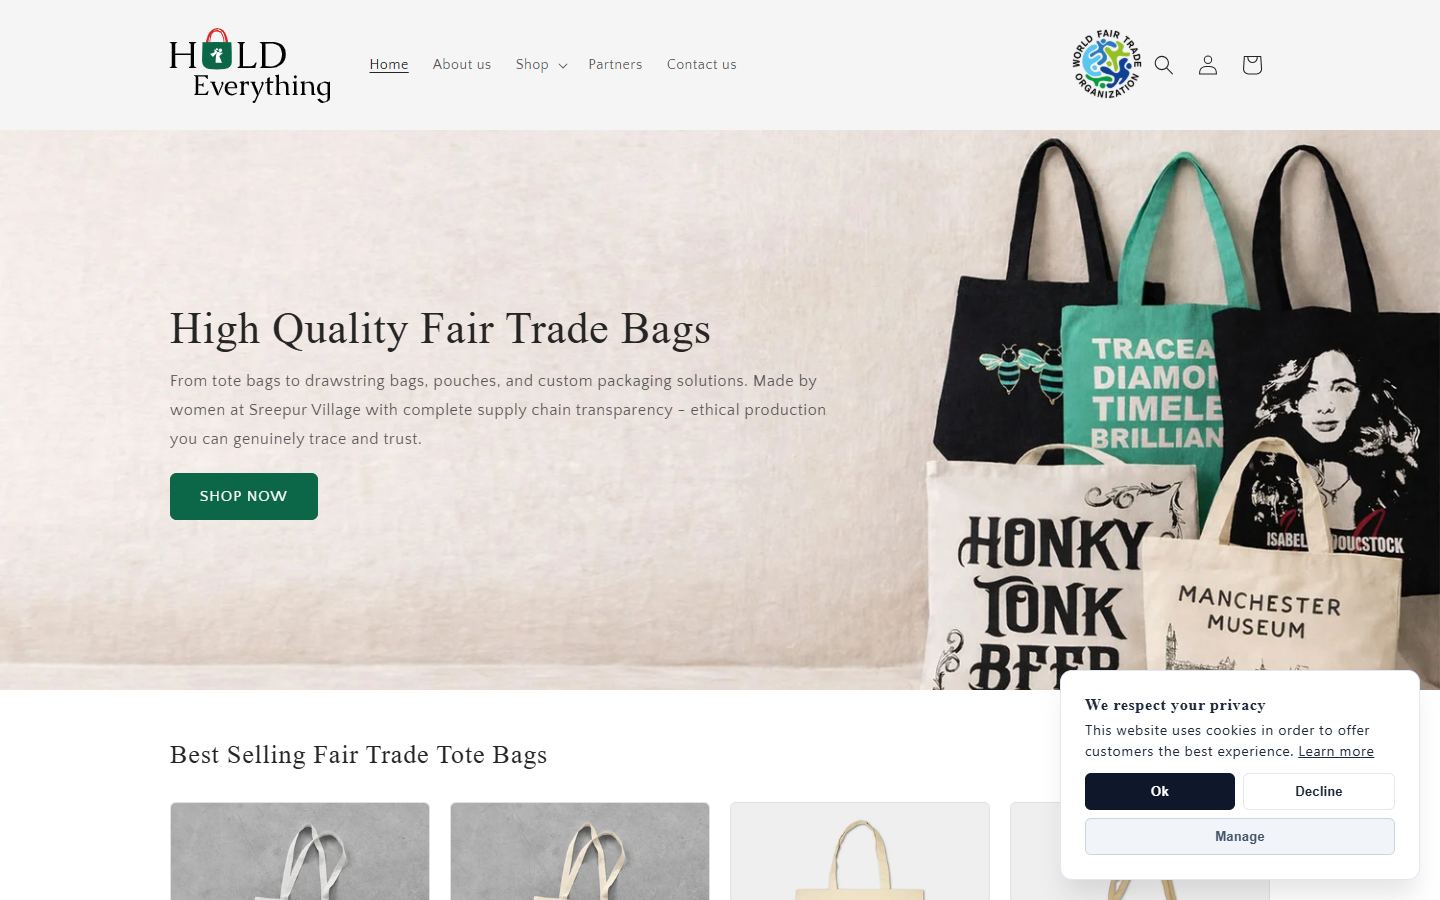 HOLD
Everything
Home
About us
Shop
Partners
Contact us
WORLD FAIR TRADE
ORGANIZATION
High Quality Fair Trade Bags
From tote bags to drawstring bags, pouches, and custom packaging solutions. Made by
women at Sreepur Village with complete supply chain transparency - ethical production
you can genuinely trace and trust.
SHOP NOW
TRACEA
DIAMON
TIMELE
BRILLIAN
HONKY
TONK
BEER
MANCHESTER
MUSEUM
We respect your privacy
This website uses cookies in order to offer
customers the best experience. Learn more
Ok
Decline
Manage
Best Selling Fair Trade Tote Bags